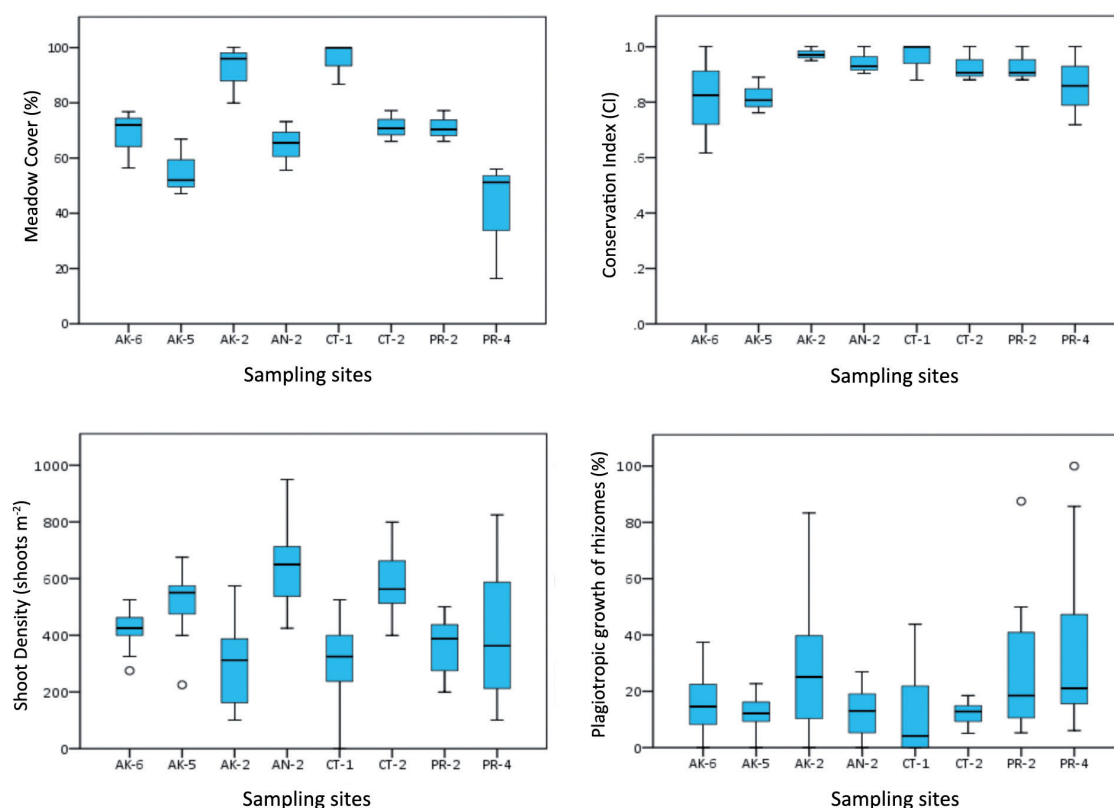 Meadow Cover (%)
100
80
60
40
20
0
AK-6 AK-5 AK-2 AN-2 CT-1 CT-2 PR-2 PR-4
Sampling sites
Conservation Index (CI)
1.0
.8
.6
.4
.2
.0
AK-6 AK-5 AK-2 AN-2 CT-1 CT-2 PR-2 PR-4
Sampling sites
Shoot Density (shoots m⁻²)
1000
800
600
400
200
0
AK-6 AK-5 AK-2 AN-2 CT-1 CT-2 PR-2 PR-4
Sampling sites
Plagiotropic growth of rhizomes (%)
100
80
60
40
20
0
AK-6 AK-5 AK-2 AN-2 CT-1 CT-2 PR-2 PR-4
Sampling sites